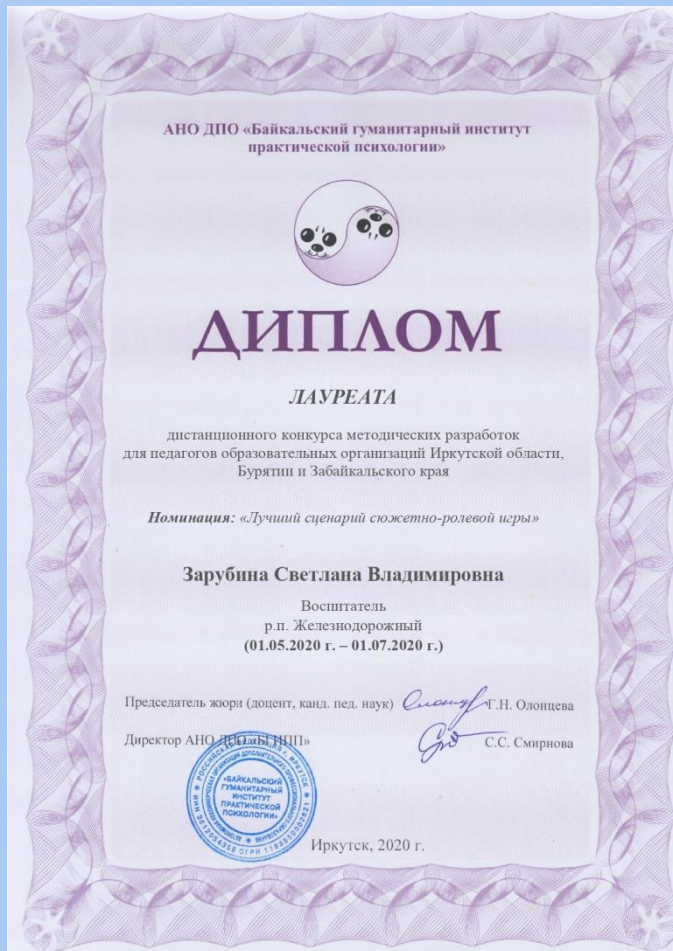 АНО ДПО «Байкальский гуманитарный институт
практической психологии»
ДИПЛОМ
ЛАУРЕАТА
дистанционного конкурса методических разработок
для педагогов образовательных организаций Иркутской области,
Бурятии и Забайкальского края
Номинация: «Лучший сценарий сюжетно-ролевой игры»
Зарубина Светлана Владимировна
Воспитатель
р.п. Железнодорожный
(01.05.2020 г. – 01.07.2020 г.)
Председатель жюри (доцент, канд. пед. наук) Г.Н. Олонцева
Директор АНО ДПО «БГИПП» С.С. Смирнова
«БАЙКАЛЬСКИЙ
ГУМАНИТАРНЫЙ
ИНСТИТУТ
ПРАКТИЧЕСКОЙ
ПСИХОЛОГИИ»
Иркутск, 2020 г.